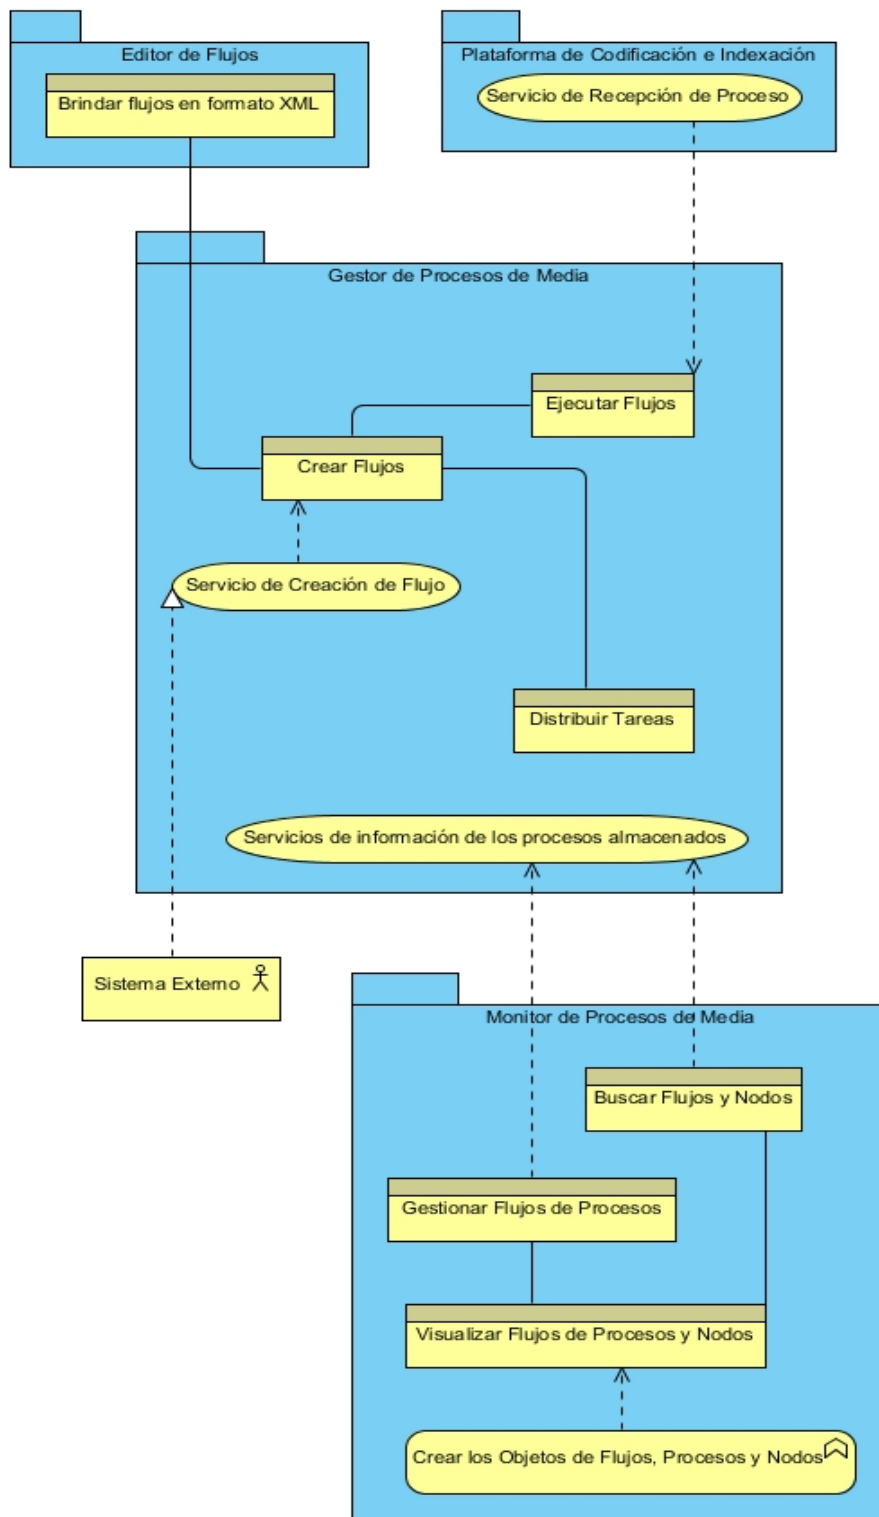 Editor de Flujos
Brindar flujos en formato XML
Plataforma de Codificación e Indexación
Servicio de Recepción de Proceso
Gestor de Procesos de Media
Ejecutar Flujos
Crear Flujos
Servicio de Creación de Flujo
Distribuir Tareas
Servicios de información de los procesos almacenados
Sistema Externo
Monitor de Procesos de Media
Buscar Flujos y Nodos
Gestionar Flujos de Procesos
Visualizar Flujos de Procesos y Nodos
Crear los Objetos de Flujos, Procesos y Nodos